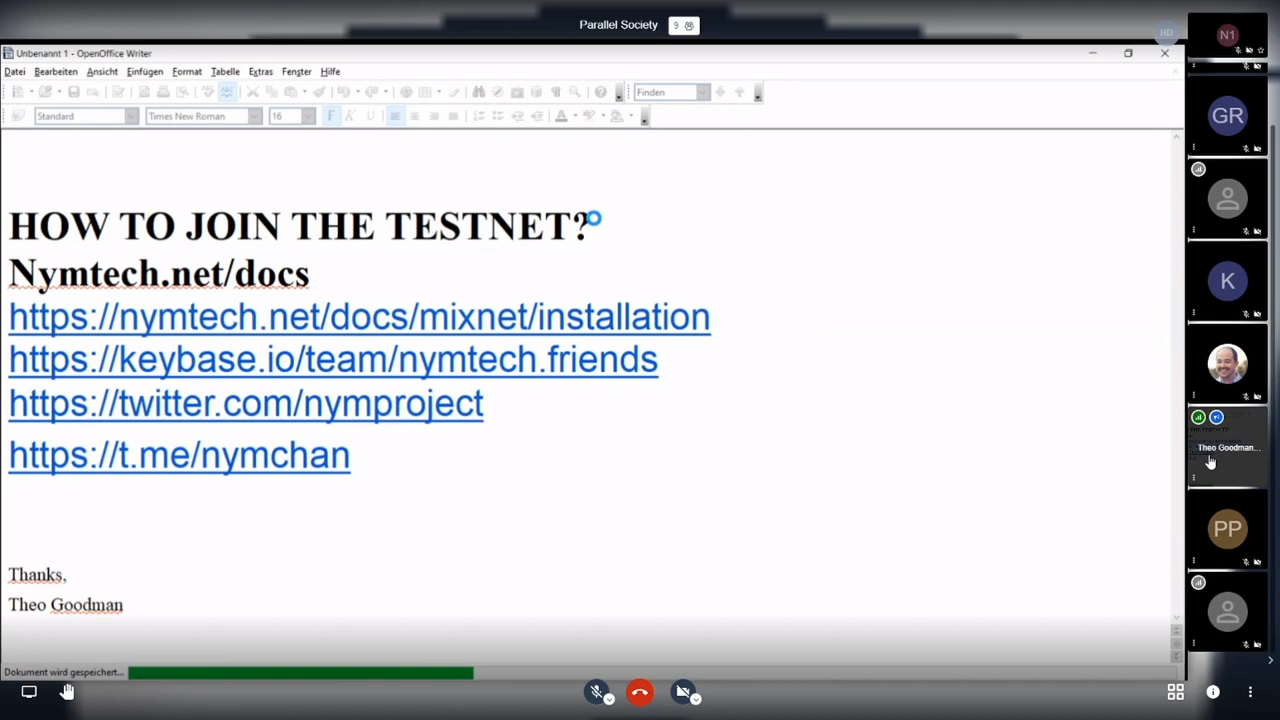 Parallel Society
9
HD
N1
Unbenannt 1 - OpenOffice Writer
Datei Bearbeiten Ansicht Einfügen Format Tabelle Extras Fenster Hilfe
Finden
Standard Times New Roman 16 F
GR
HOW TO JOIN THE TESTNET?
Nymtech.net/docs
https://nymtech.net/docs/mixnet/installation
https://keybase.io/team/nymtech.friends
https://twitter.com/nymproject
https://t.me/nymchan
K
Theo Goodman...
PP
Thanks,
Theo Goodman
Dokument wird gespeichert...